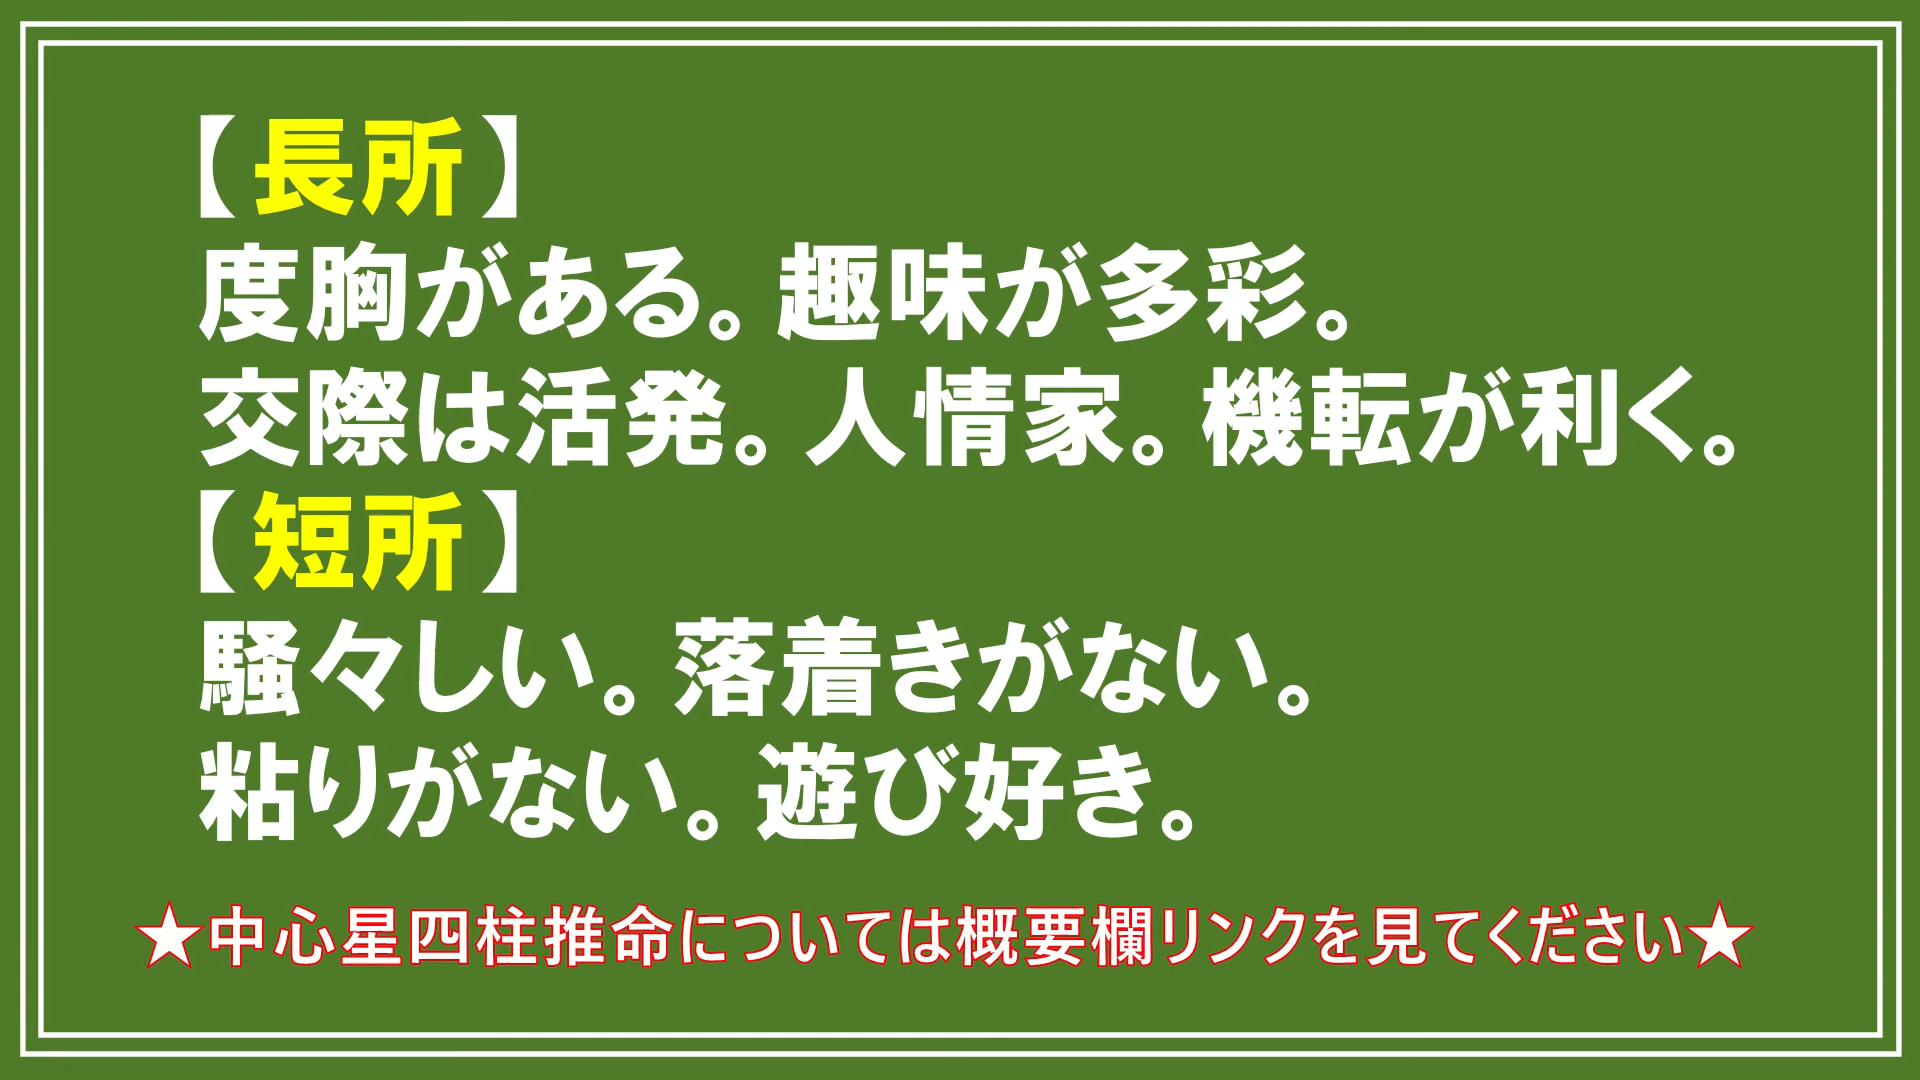 【長所】
度胸がある。趣味が多彩。
交際は活発。人情家。機転が利く。
【短所】
騒々しい。落着きがない。
粘りがない。遊び好き。
★中心星四柱推命については概要欄リンクを見てください★